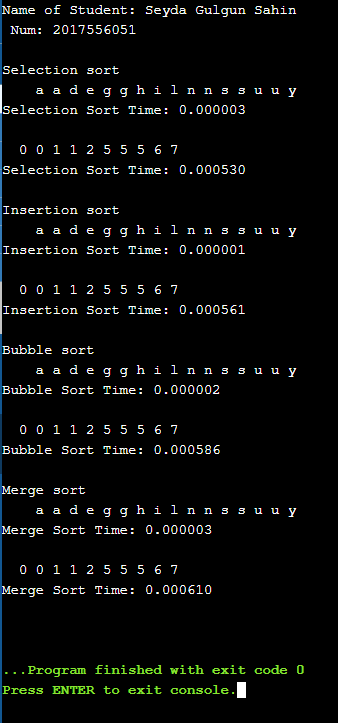 Name of Student: Seyda Gulgun Sahin
Num: 2017556051
Selection sort
a a d e g g h i l n n s s u u y
Selection Sort Time: 0.000003
0 0 1 1 2 5 5 5 6 7
Selection Sort Time: 0.000530
Insertion sort
a a d e g g h i l n n s s u u y
Insertion Sort Time: 0.000001
0 0 1 1 2 5 5 5 6 7
Insertion Sort Time: 0.000561
Bubble sort
a a d e g g h i l n n s s u u y
Bubble Sort Time: 0.000002
0 0 1 1 2 5 5 5 6 7
Bubble Sort Time: 0.000586
Merge sort
a a d e g g h i l n n s s u u y
Merge Sort Time: 0.000003
0 0 1 1 2 5 5 5 6 7
Merge Sort Time: 0.000610
...Program finished with exit code 0
Press ENTER to exit console.